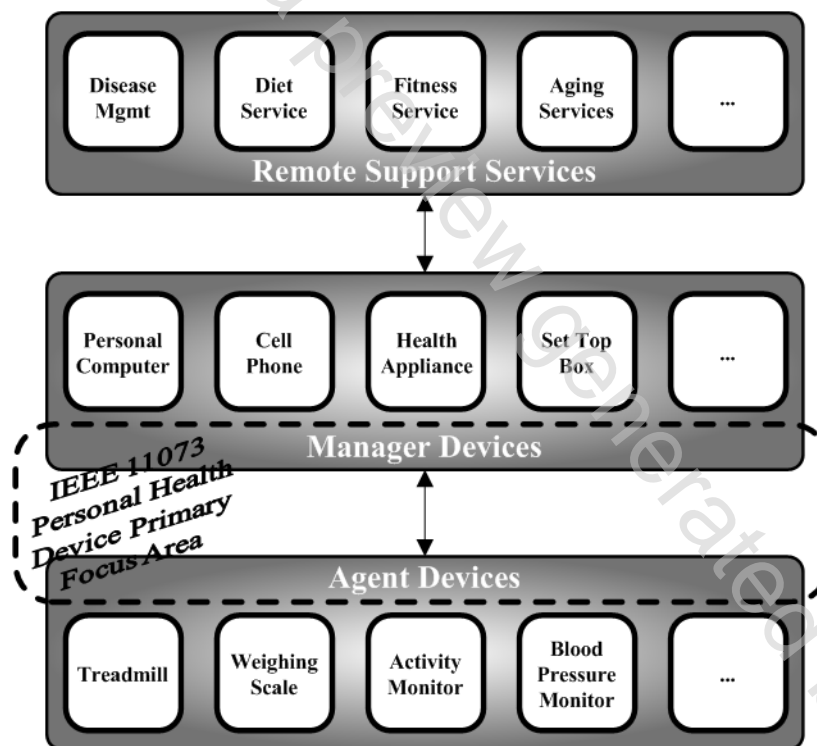 Disease
Mgmt
Diet
Service
Fitness
Service
Aging
Services
...
Remote Support Services
Personal
Computer
Cell
Phone
Health
Appliance
Set Top
Box
...
Manager Devices
IEEE 11073
Personal Health
Device Primary
Focus Area
Agent Devices
Treadmill
Weighing
Scale
Activity
Monitor
Blood
Pressure
Monitor
...
a preview generated